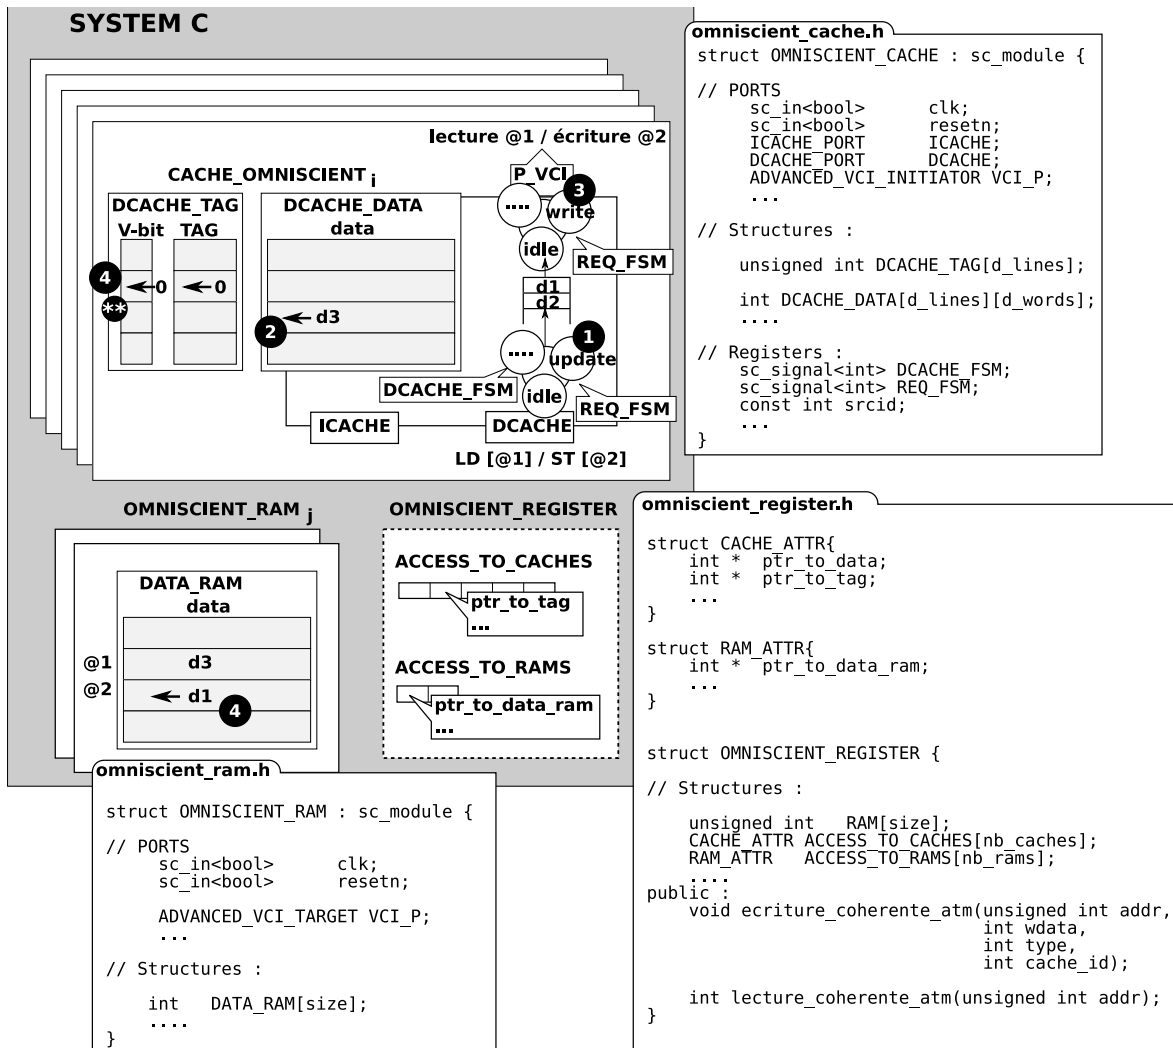 SYSTEM C
lecture @1 / écriture @2
CACHE_OMNISCIENT i
P_VCI
DCACHE_TAG
V-bit TAG
DCACHE_DATA
data
....
3
write
idle
REQ_FSM
4
0
0
**
d1
d2
d3
2
....
1
update
DCACHE_FSM
idle
REQ_FSM
ICACHE
DCACHE
LD [@1] / ST [@2]
omniscient_cache.h
struct OMNISCIENT_CACHE : sc_module {
// PORTS
sc_in<bool> clk;
sc_in<bool> resetn;
ICACHE_PORT ICACHE;
DCACHE_PORT DCACHE;
ADVANCED_VCI_INITIATOR VCI_P;
...
// Structures :
unsigned int DCACHE_TAG[d_lines];
int DCACHE_DATA[d_lines][d_words];
....
// Registers :
sc_signal<int> DCACHE_FSM;
sc_signal<int> REQ_FSM;
const int srcid;
...
}
OMNISCIENT_RAM j
DATA_RAM
data
@1 d3
@2 d1
4
OMNISCIENT_REGISTER
ACCESS_TO_CACHES
ptr_to_tag
...
ACCESS_TO_RAMS
ptr_to_data_ram
...
omniscient_register.h
struct CACHE_ATTR{
int * ptr_to_data;
int * ptr_to_tag;
...
}
struct RAM_ATTR{
int * ptr_to_data_ram;
...
}
struct OMNISCIENT_REGISTER {
// Structures :
unsigned int RAM[size];
CACHE_ATTR ACCESS_TO_CACHES[nb_caches];
RAM_ATTR ACCESS_TO_RAMS[nb_rams];
....
public :
void ecriture_coherente_atm(unsigned int addr,
int wdata,
int type,
int cache_id);
int lecture_coherente_atm(unsigned int addr);
}
omniscient_ram.h
struct OMNISCIENT_RAM : sc_module {
// PORTS
sc_in<bool> clk;
sc_in<bool> resetn;
ADVANCED_VCI_TARGET VCI_P;
...
// Structures :
int DATA_RAM[size];
....
}